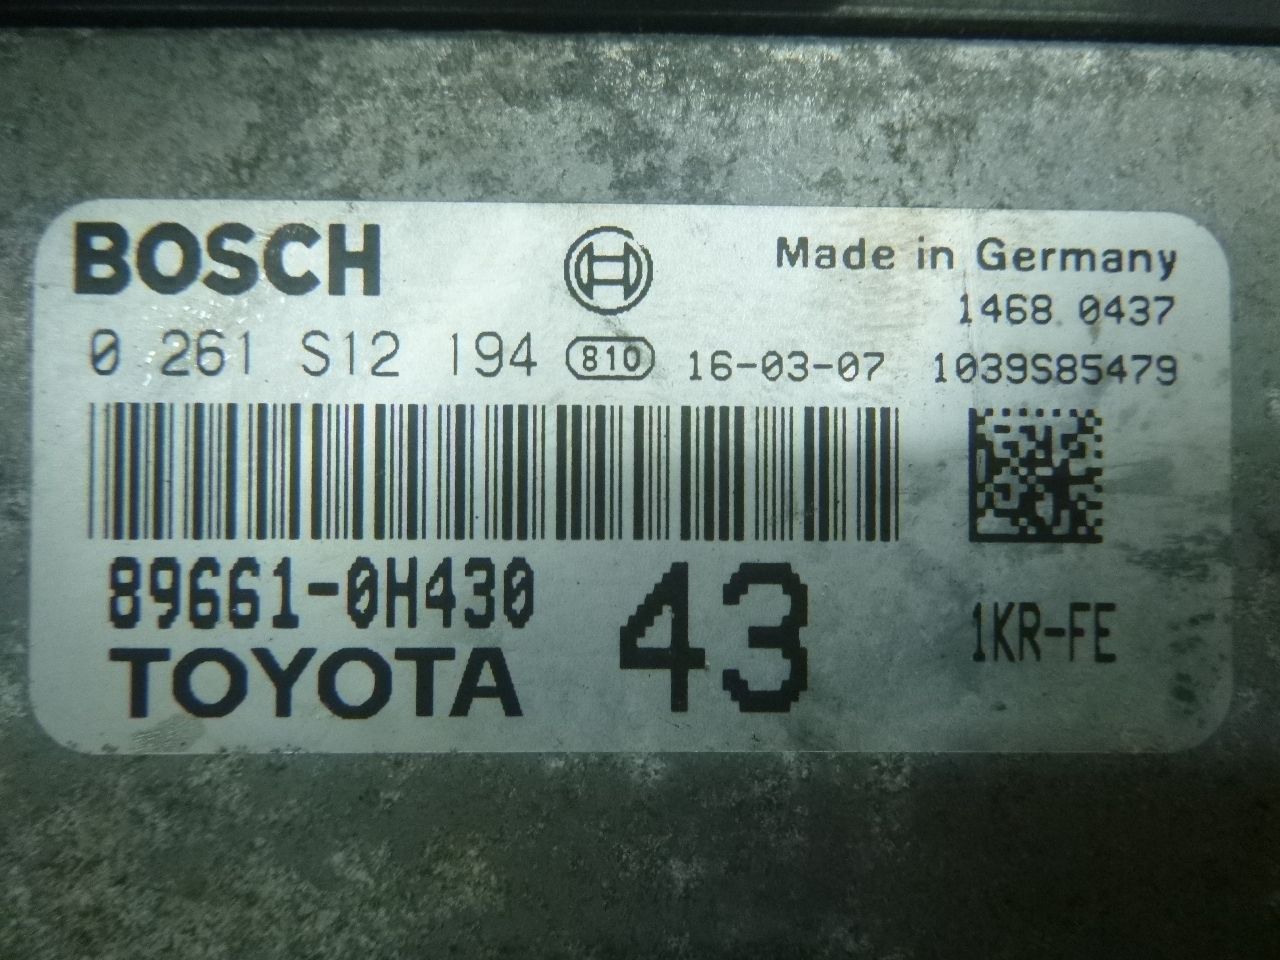 BOSCH
Made in Germany
1468 0437
0 261 S12 194 810 16-03-07 1039S85479
89661-0H430
43
1KR-FE
TOYOTA